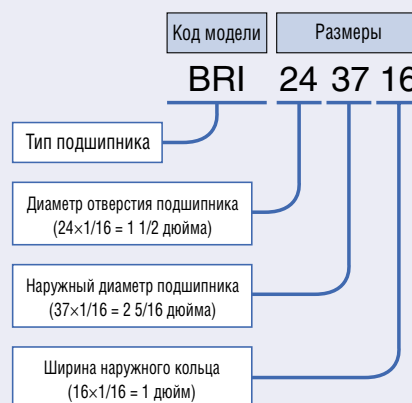 Код модели Размеры
BRI 24 37 16
Тип подшипника
Диаметр отверстия подшипника
(24×1/16 = 1 1/2 дюйма)
Наружный диаметр подшипника
(37×1/16 = 2 5/16 дюйма)
Ширина наружного кольца
(16×1/16 = 1 дюйм)